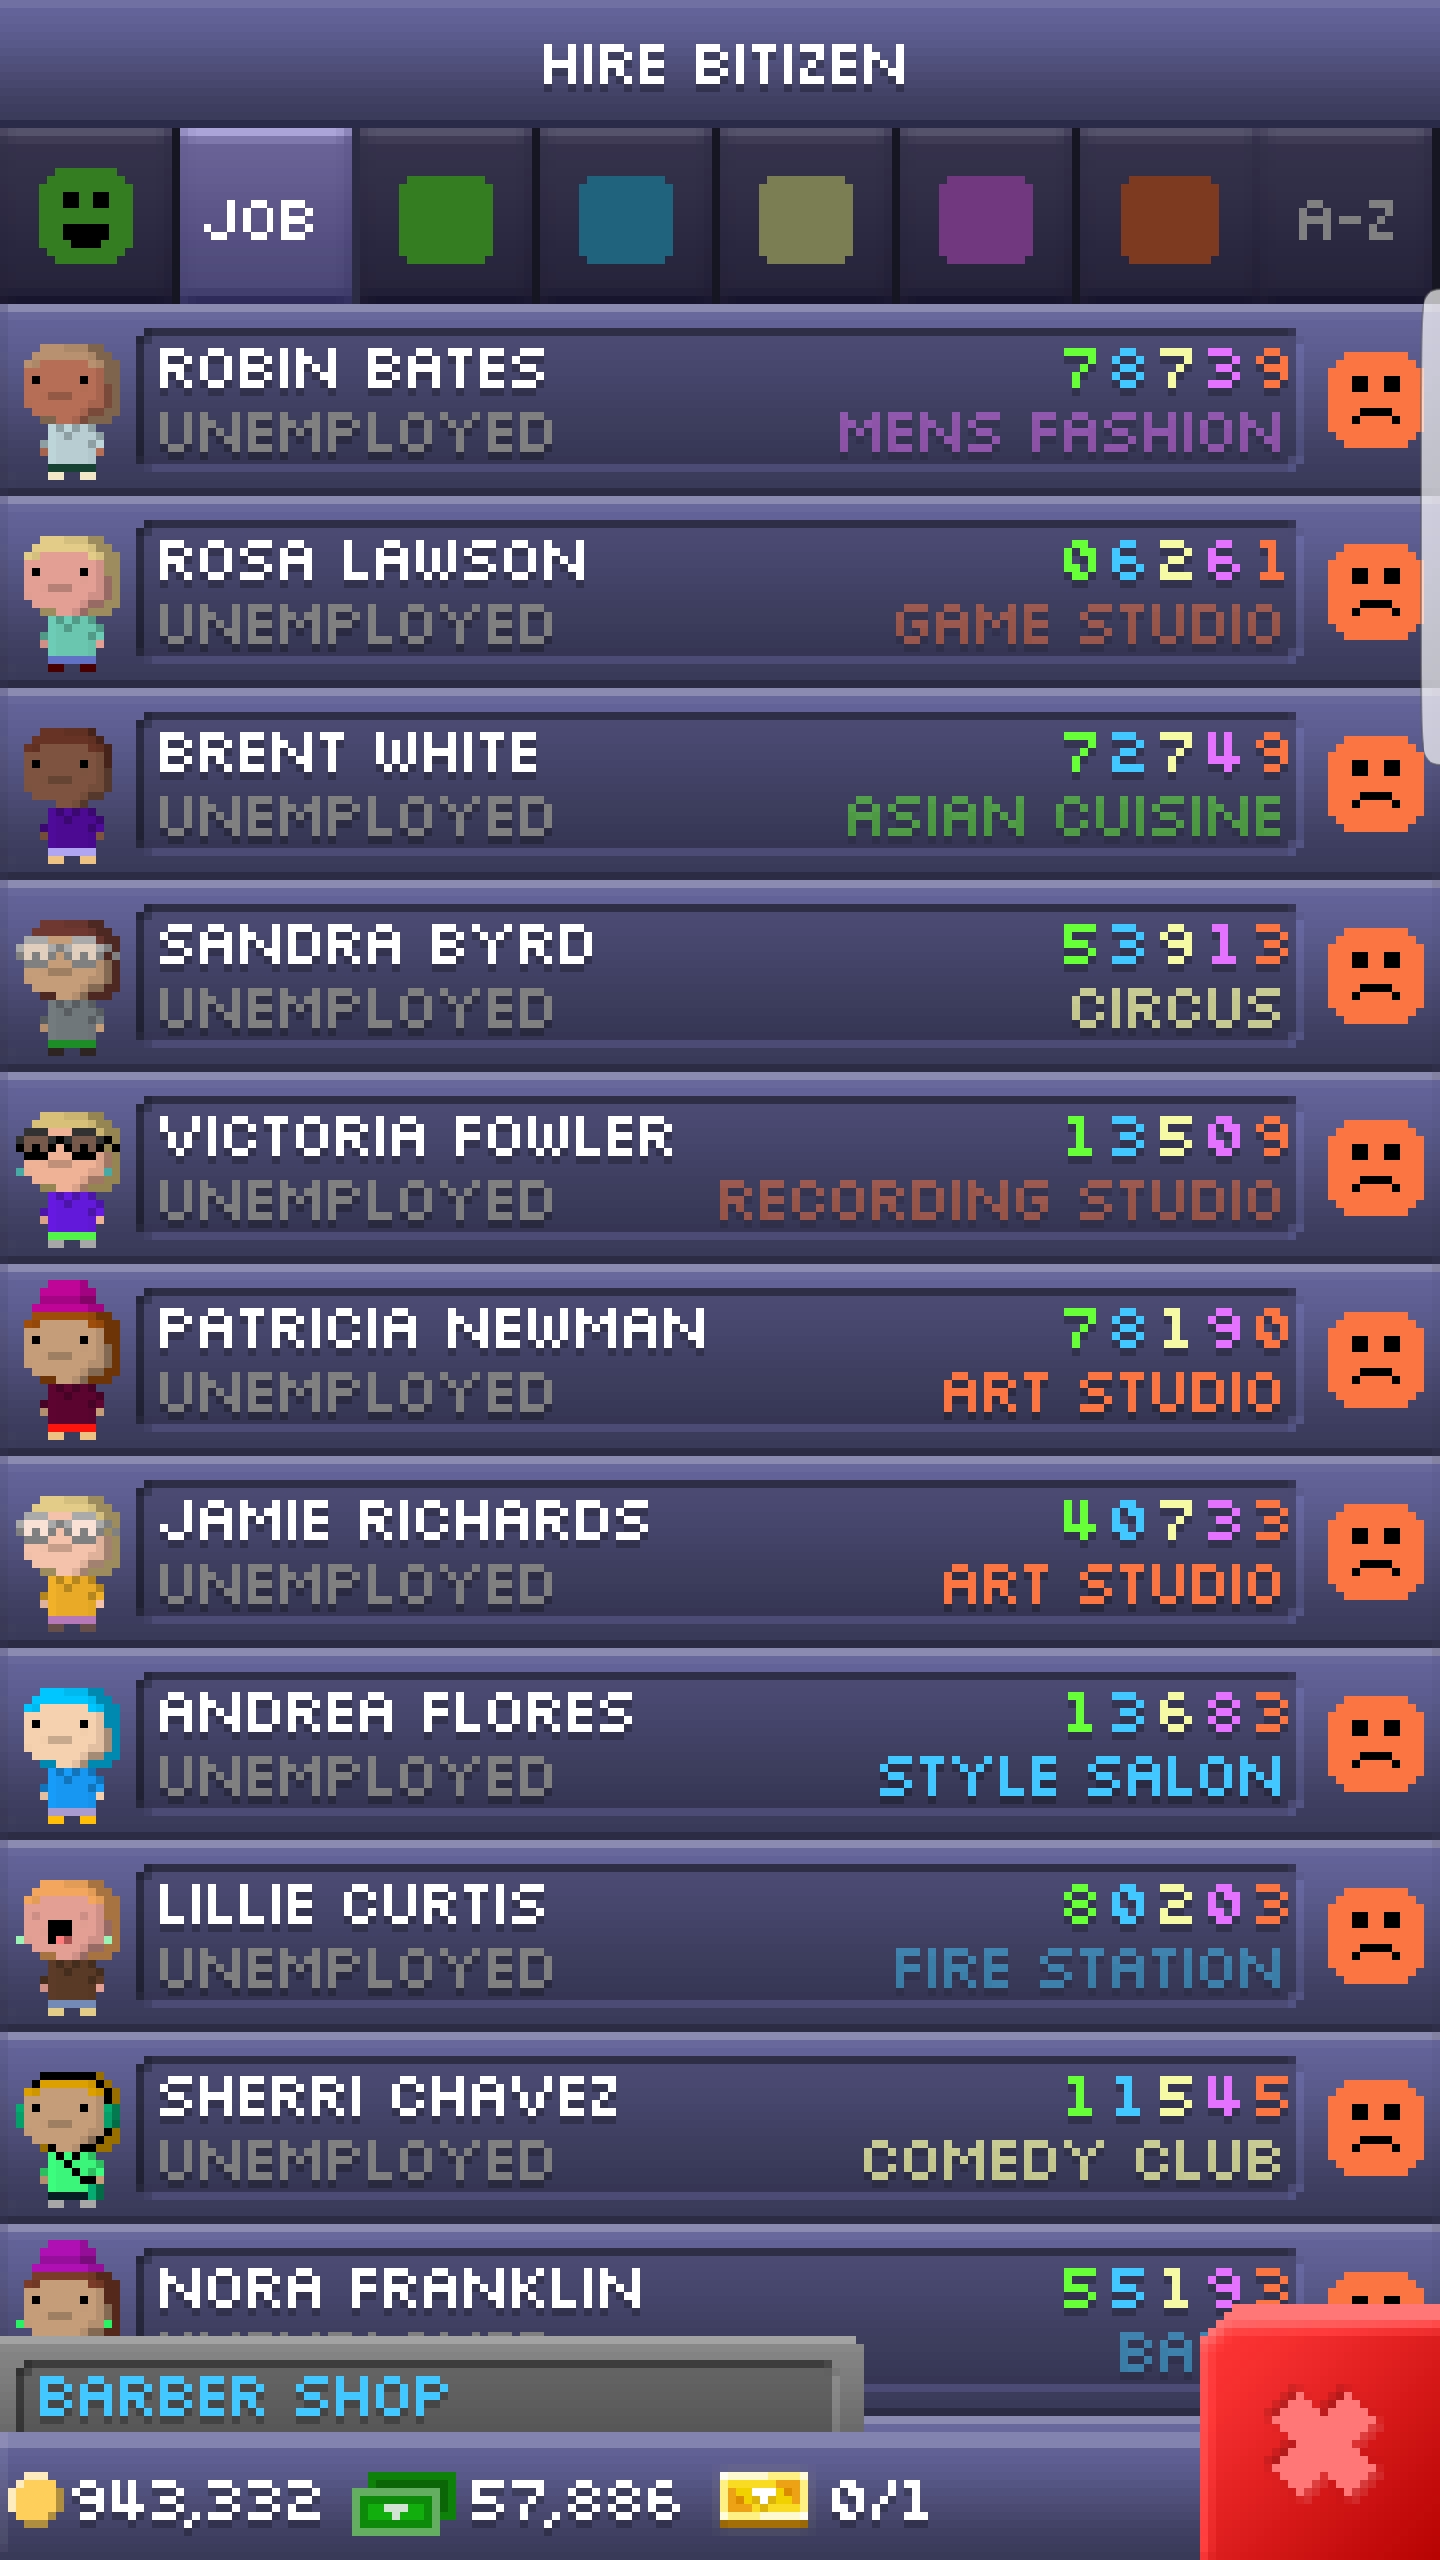 HIRE BITIZEN
JOB A-Z
ROBIN BATES 7 8 7 3 9
UNEMPLOYED MENS FASHION
ROSA LAWSON 0 6 2 6 1
UNEMPLOYED GAME STUDIO
BRENT WHITE 7 2 7 4 9
UNEMPLOYED ASIAN CUISINE
SANDRA BYRD 5 3 9 1 3
UNEMPLOYED CIRCUS
VICTORIA FOWLER 1 3 5 0 9
UNEMPLOYED RECORDING STUDIO
PATRICIA NEWMAN 7 8 1 9 0
UNEMPLOYED ART STUDIO
JAMIE RICHARDS 4 0 7 3 3
UNEMPLOYED ART STUDIO
ANDREA FLORES 1 3 6 8 3
UNEMPLOYED STYLE SALON
LILLIE CURTIS 8 0 2 0 3
UNEMPLOYED FIRE STATION
SHERRI CHAVEZ 1 1 5 4 5
UNEMPLOYED COMEDY CLUB
NORA FRANKLIN 5 5 1 9 3
BARBER SHOP
943,332 57,886 0/1